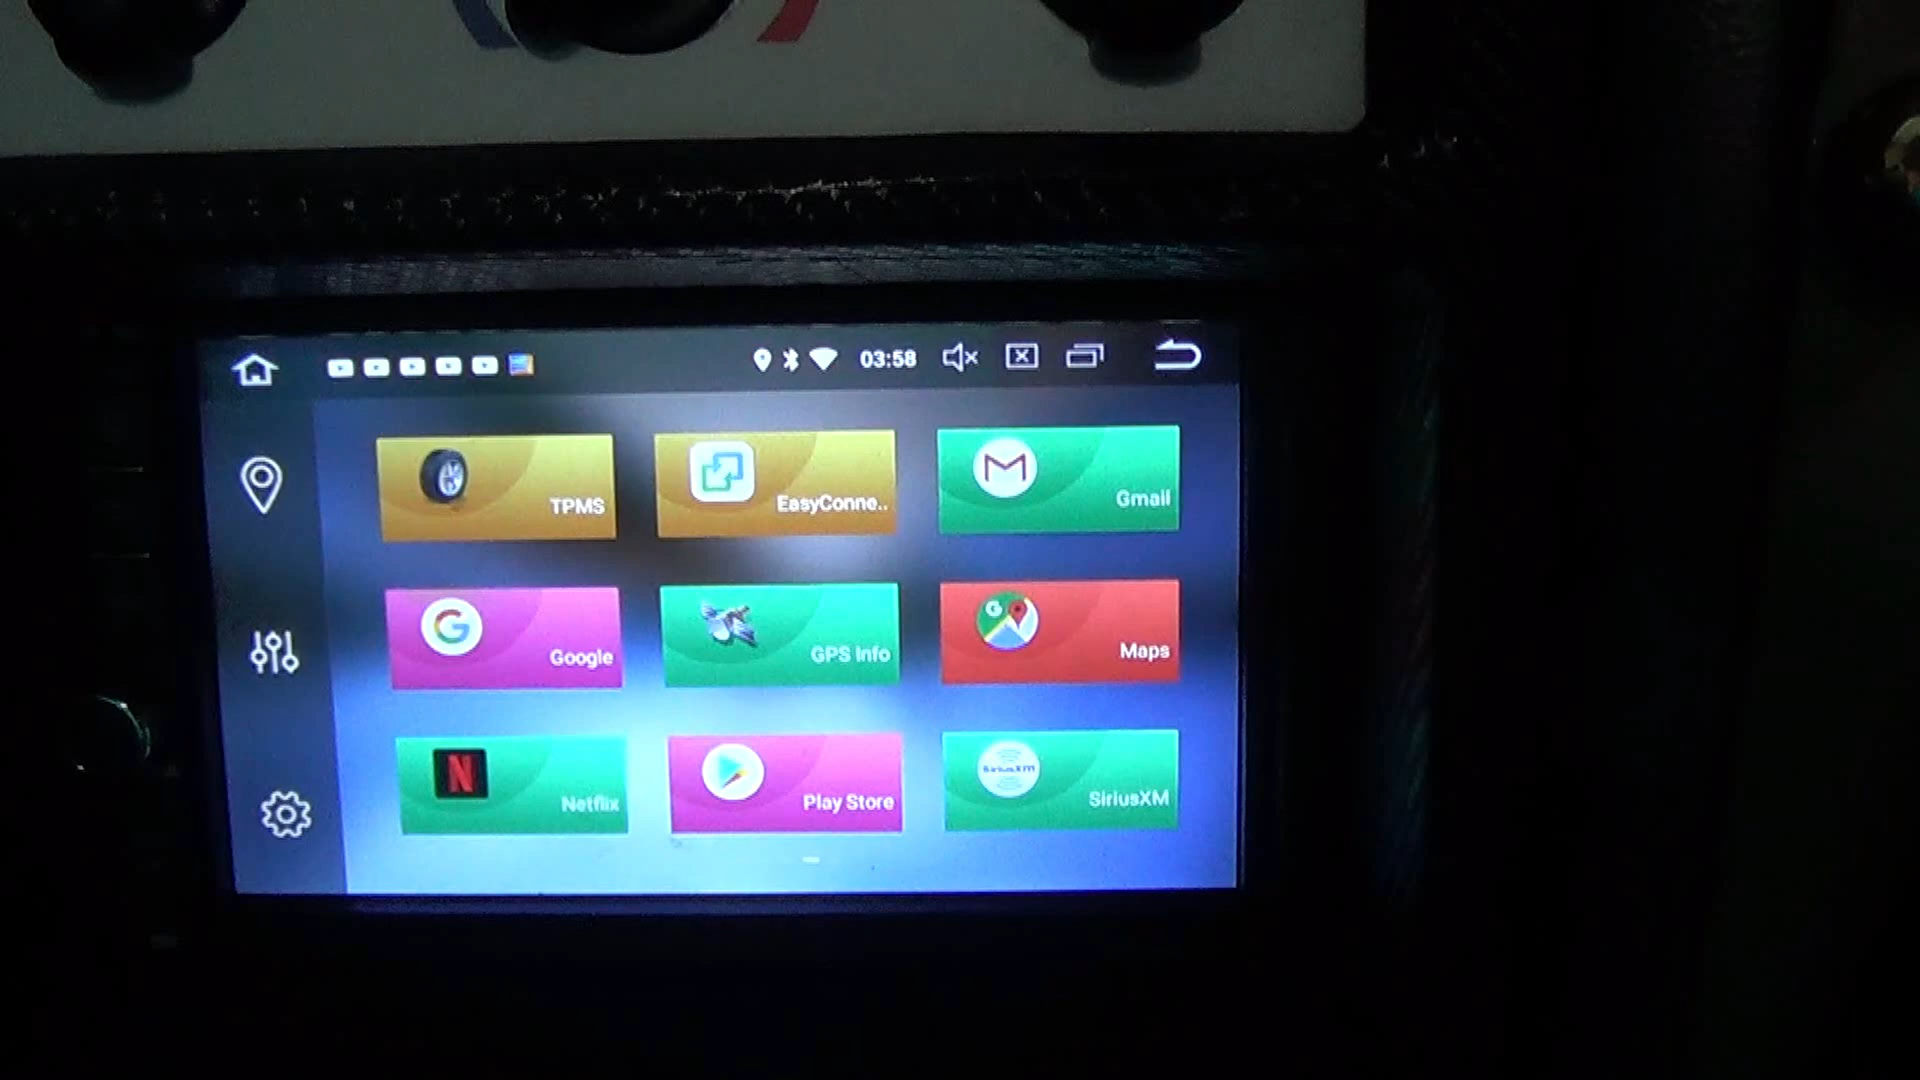 03:58
TPMS
EasyConne..
Gmail
Google
GPS Info
Maps
Netflix
Play Store
SiriusXM